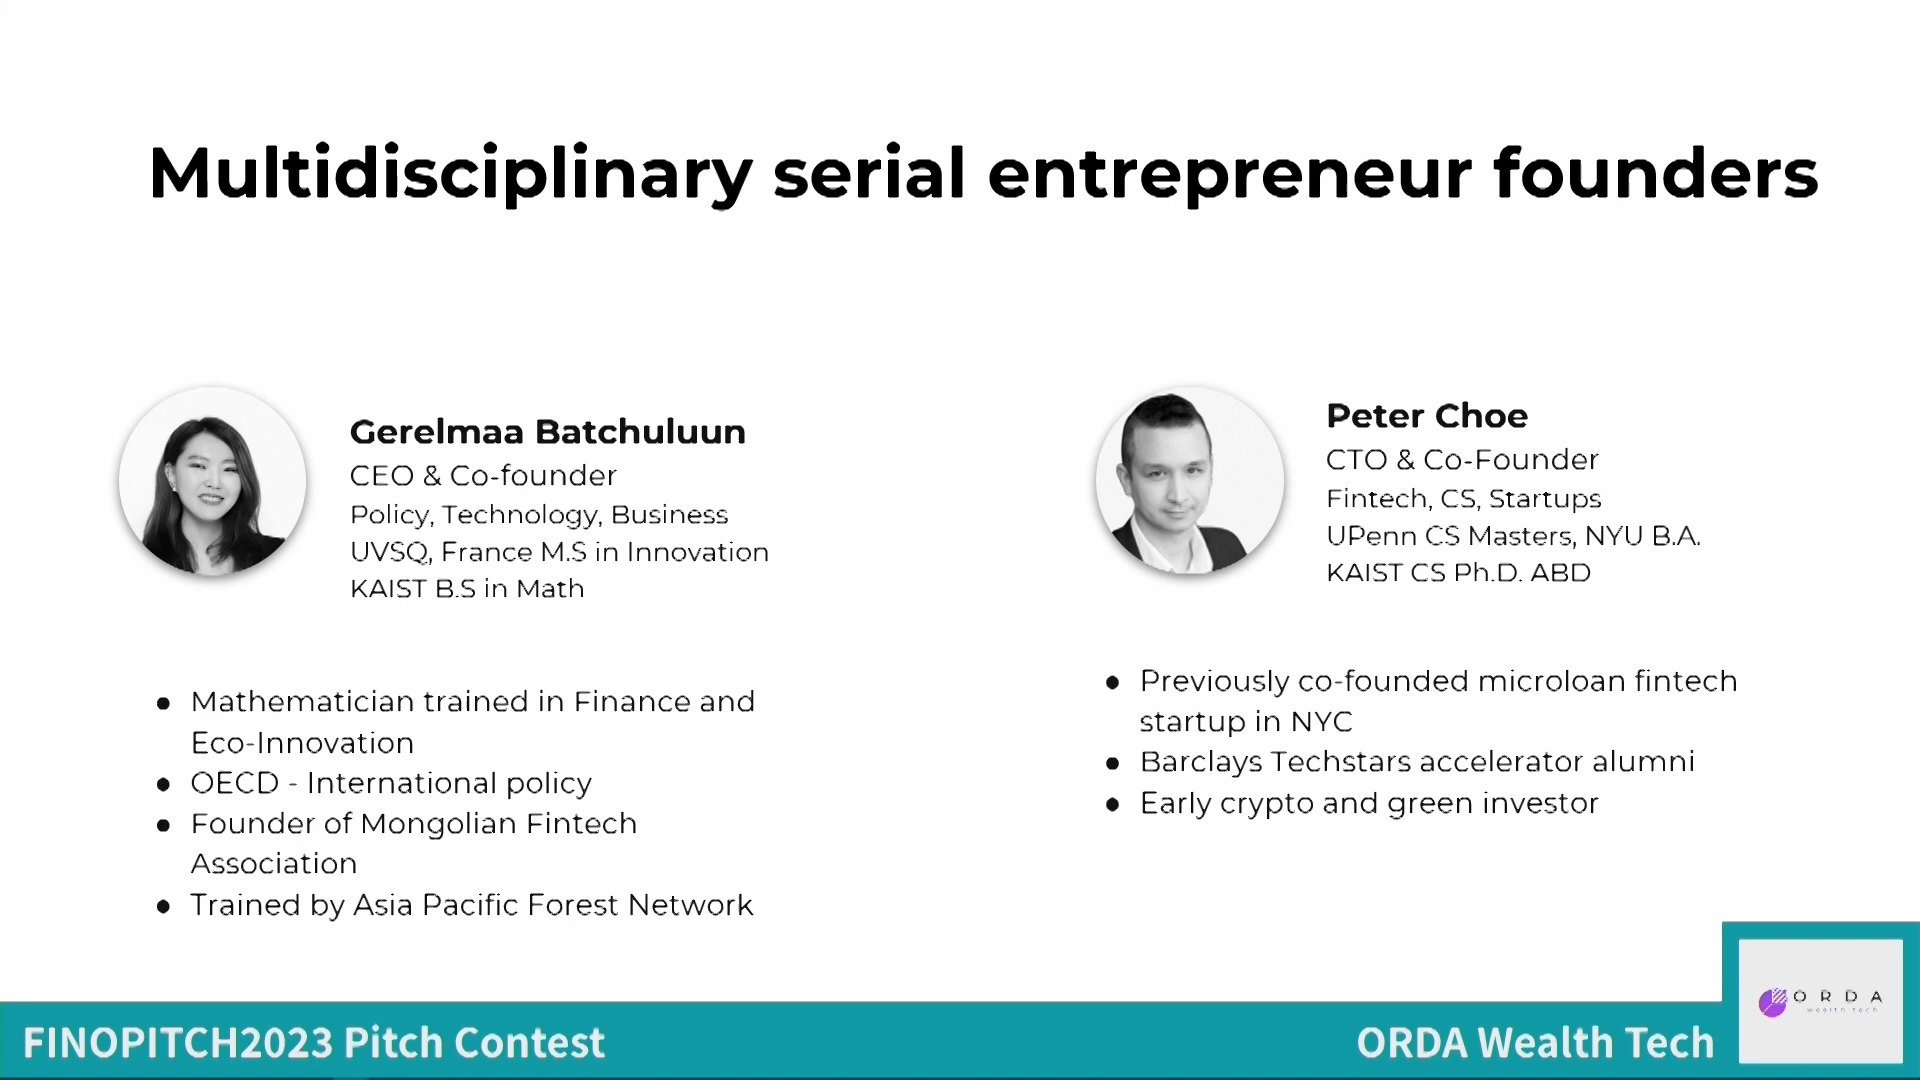 Multidisciplinary serial entrepreneur founders
Gerelmaa Batchuluun
CEO & Co-founder
Policy, Technology, Business
UVSQ, France M.S in Innovation
KAIST B.S in Math
• Mathematician trained in Finance and
Eco-Innovation
• OECD - International policy
• Founder of Mongolian Fintech
Association
• Trained by Asia Pacific Forest Network
Peter Choe
CTO & Co-Founder
Fintech, CS, Startups
UPenn CS Masters, NYU B.A.
KAIST CS Ph.D. ABD
• Previously co-founded microloan fintech
startup in NYC
• Barclays Techstars accelerator alumni
• Early crypto and green investor
FINOPITCH2023 Pitch Contest
ORDA Wealth Tech
ORDA
wealth tech